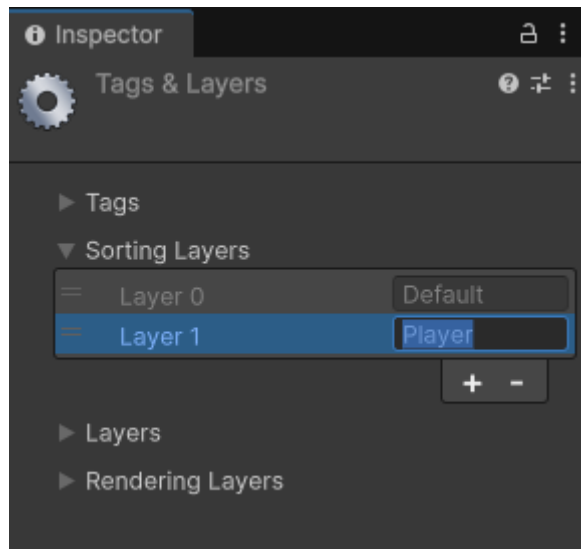 Inspector
Tags & Layers
Tags
Sorting Layers
Layer 0 Default
Layer 1 Player
+ -
Layers
Rendering Layers